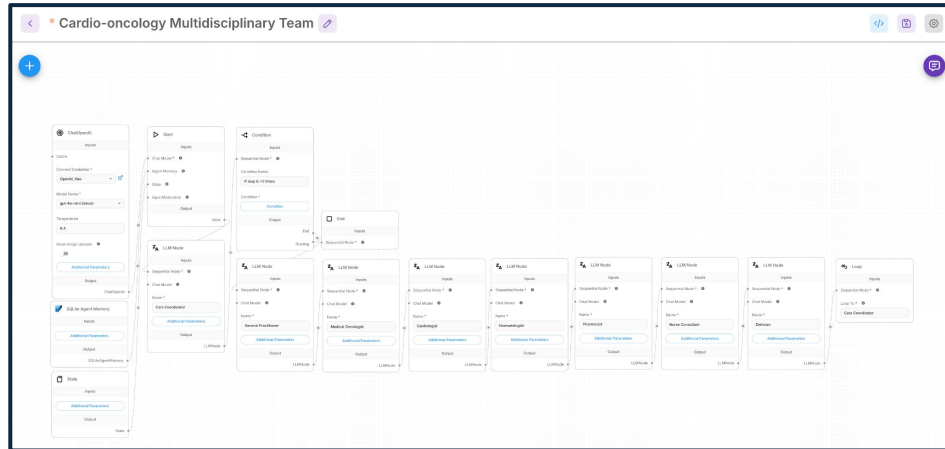 * Cardio-oncology Multidisciplinary Team
ChatOpenAI
Inputs
Cache
Connect Credential *
OpenAI_Hao
Model Name *
gpt-4o-mini (latest)
Temperature
Allow Image Uploads
Additional Parameters
Output
ChatOpenAI
SQLite Agent Memory
Inputs
Additional Parameters
Output
SQLiteAgentMemory
State
Inputs
Additional Parameters
Output
State
Start
Inputs
Chat Model *
Agent Memory
State
Input Moderation
Output
Start
LLM Node
Inputs
Sequential Node *
Chat Model
Name *
Care Coordinator
Additional Parameters
Output
LLMNode
Condition
Inputs
Sequential Node *
Condition Name
Condition *
Condition
Output
End
End
Inputs
Sequential Node *
LLM Node
Inputs
Sequential Node *
Chat Model
Name *
General Practitioner
Additional Parameters
Output
LLMNode
LLM Node
Inputs
Sequential Node *
Chat Model
Name *
Medical Oncologist
Additional Parameters
Output
LLMNode
LLM Node
Inputs
Sequential Node *
Chat Model
Name *
Cardiologist
Additional Parameters
Output
LLMNode
LLM Node
Inputs
Sequential Node *
Chat Model
Name *
Haematologist
Additional Parameters
Output
LLMNode
LLM Node
Inputs
Sequential Node *
Chat Model
Name *
Pharmacist
Additional Parameters
Output
LLMNode
LLM Node
Inputs
Sequential Node *
Chat Model
Name *
Nurse Consultant
Additional Parameters
Output
LLMNode
LLM Node
Inputs
Sequential Node *
Chat Model
Name *
Dietician
Additional Parameters
Output
LLMNode
Loop
Inputs
Sequential Node *
Loop To *
Care Coordinator